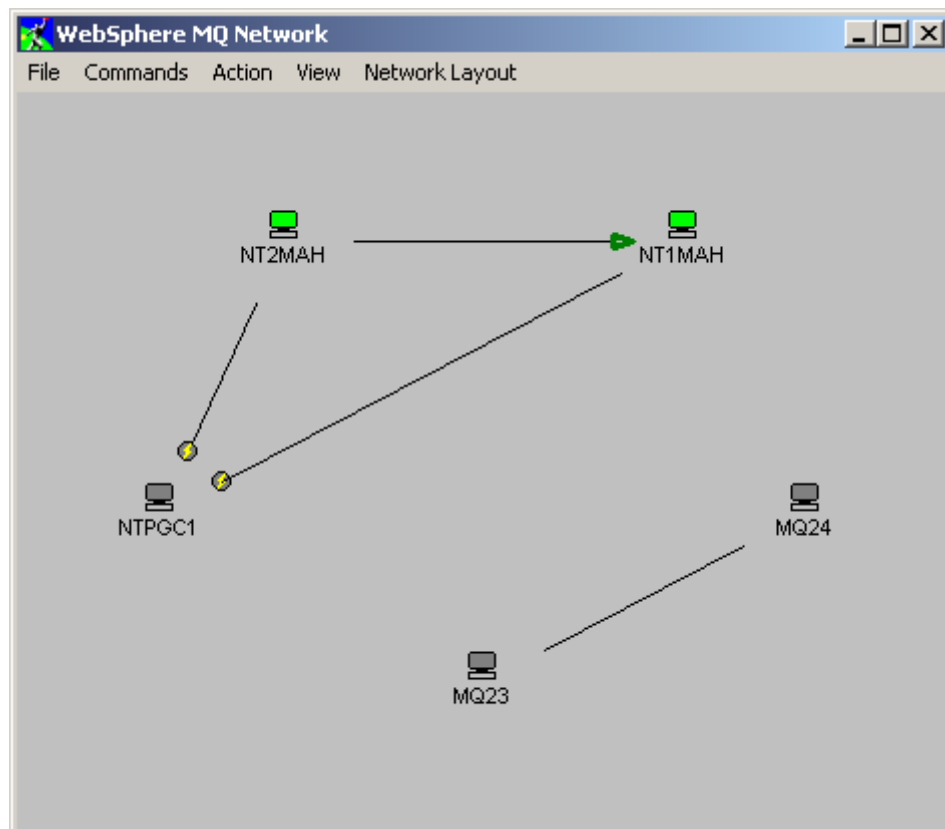 WebSphere MQ Network
File Commands Action View Network Layout
NT2MAH NT1MAH
NTPGC1 MQ24
MQ23